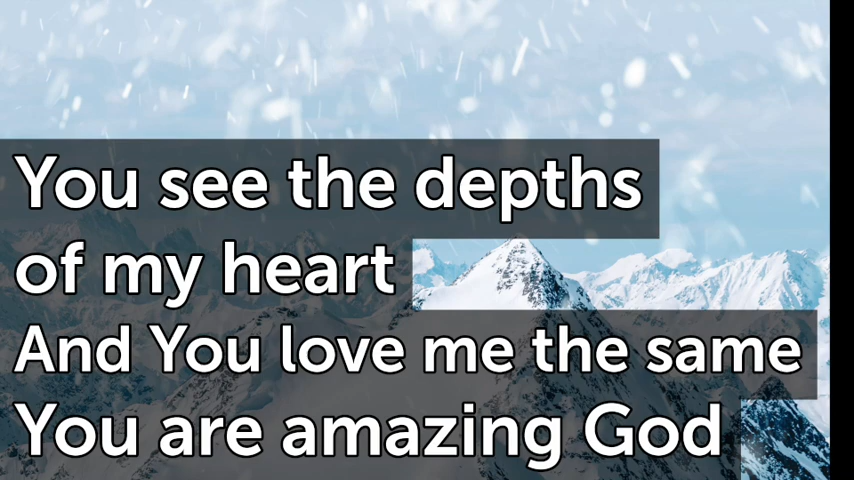 You see the depths
of my heart
And You love me the same
You are amazing God